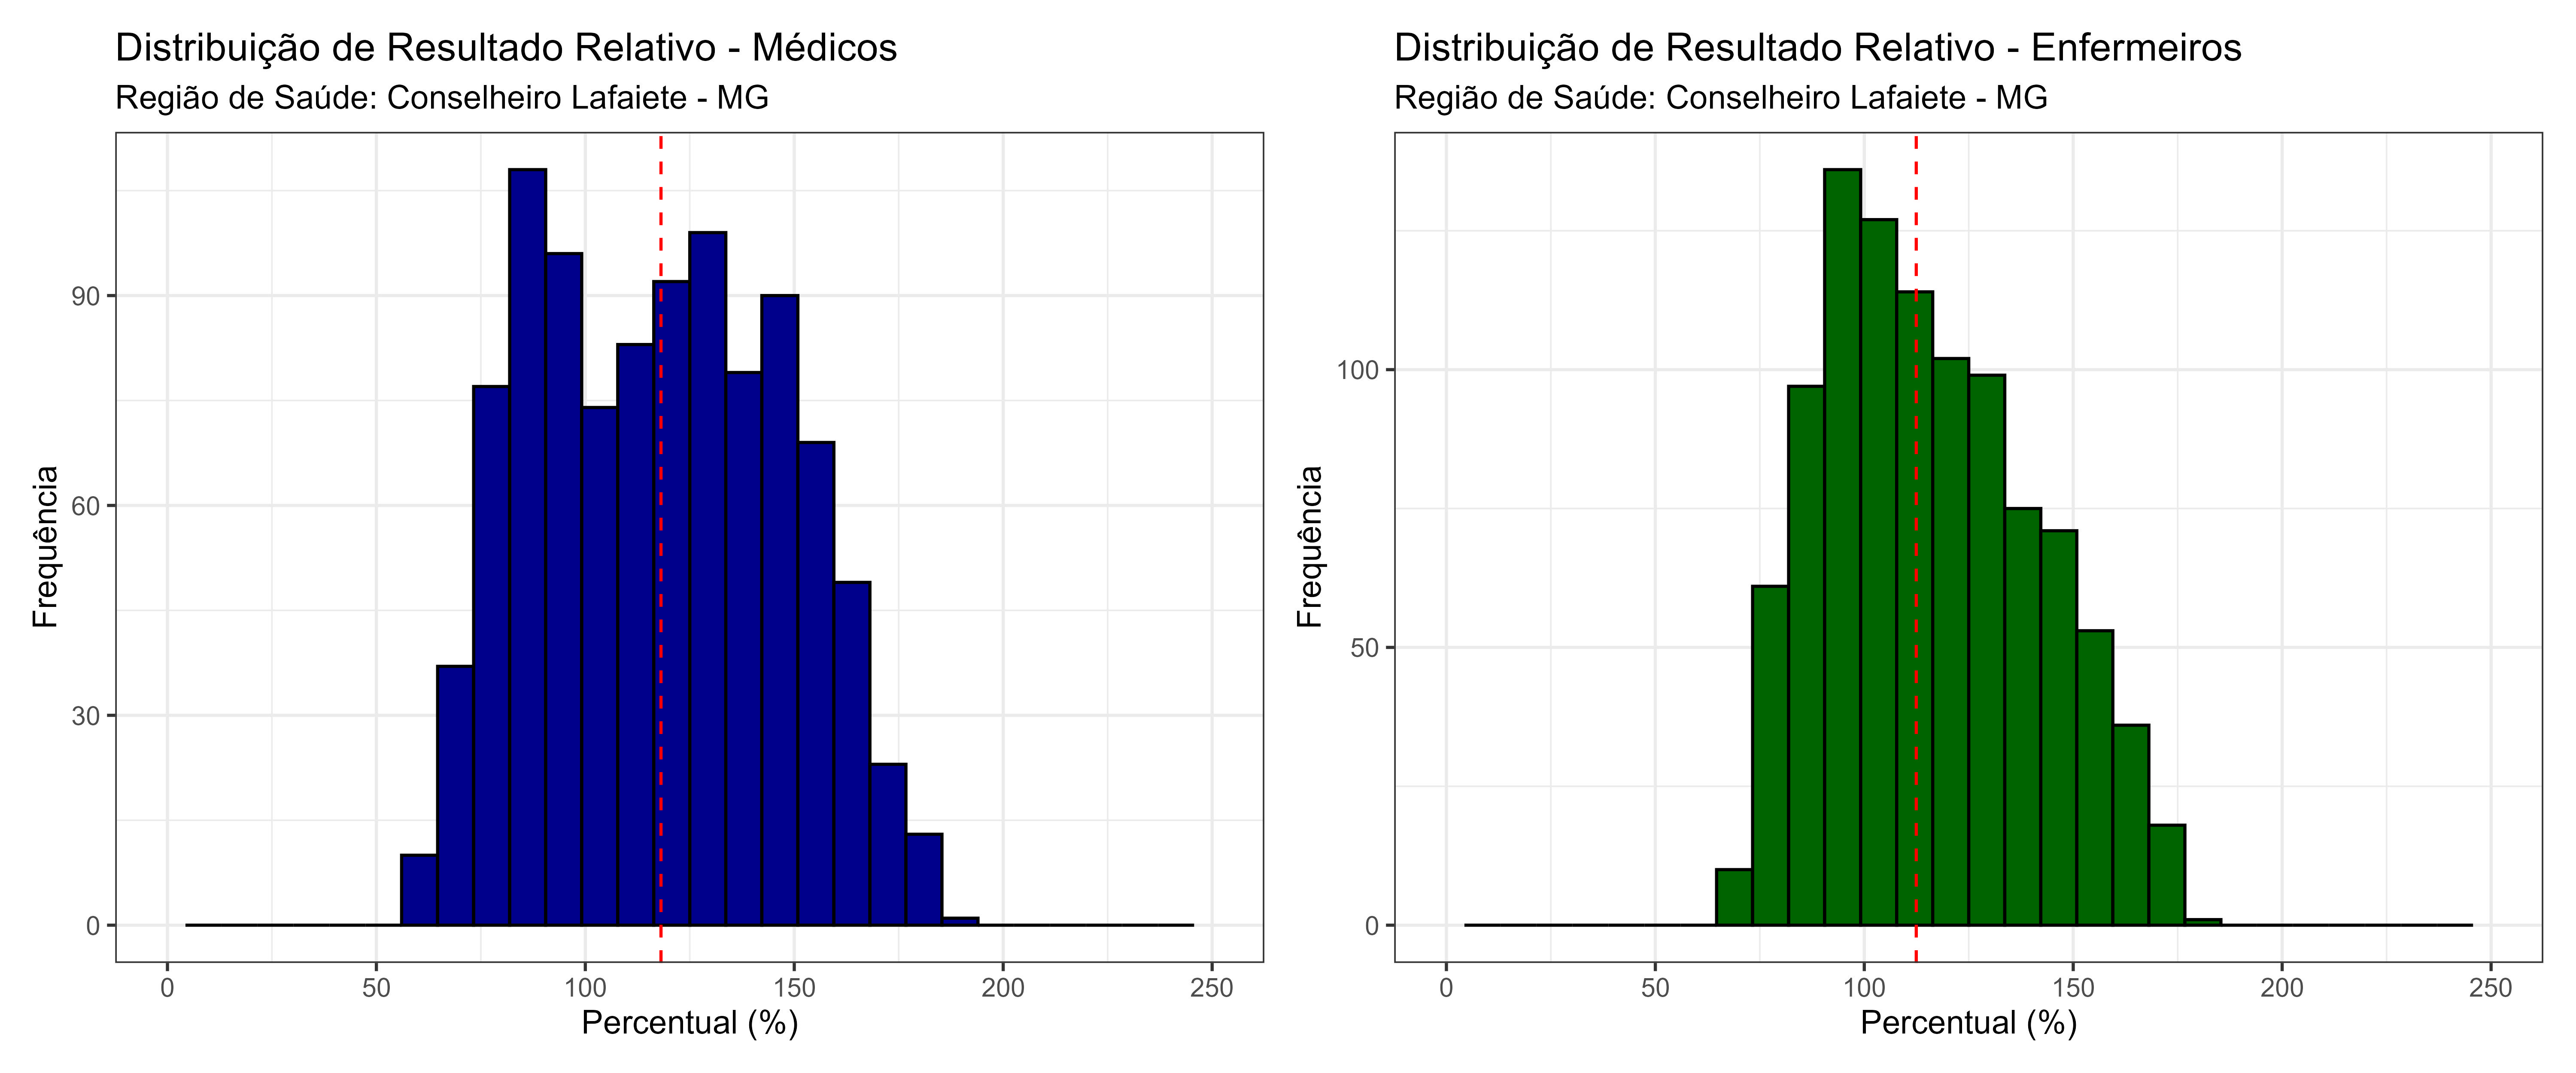 Distribuição de Resultado Relativo - Médicos
Região de Saúde: Conselheiro Lafaiete - MG
Frequência
90
60
30
0
0 50 100 150 200 250
Percentual (%)
Distribuição de Resultado Relativo - Enfermeiros
Região de Saúde: Conselheiro Lafaiete - MG
Frequência
100
50
0
0 50 100 150 200 250
Percentual (%)